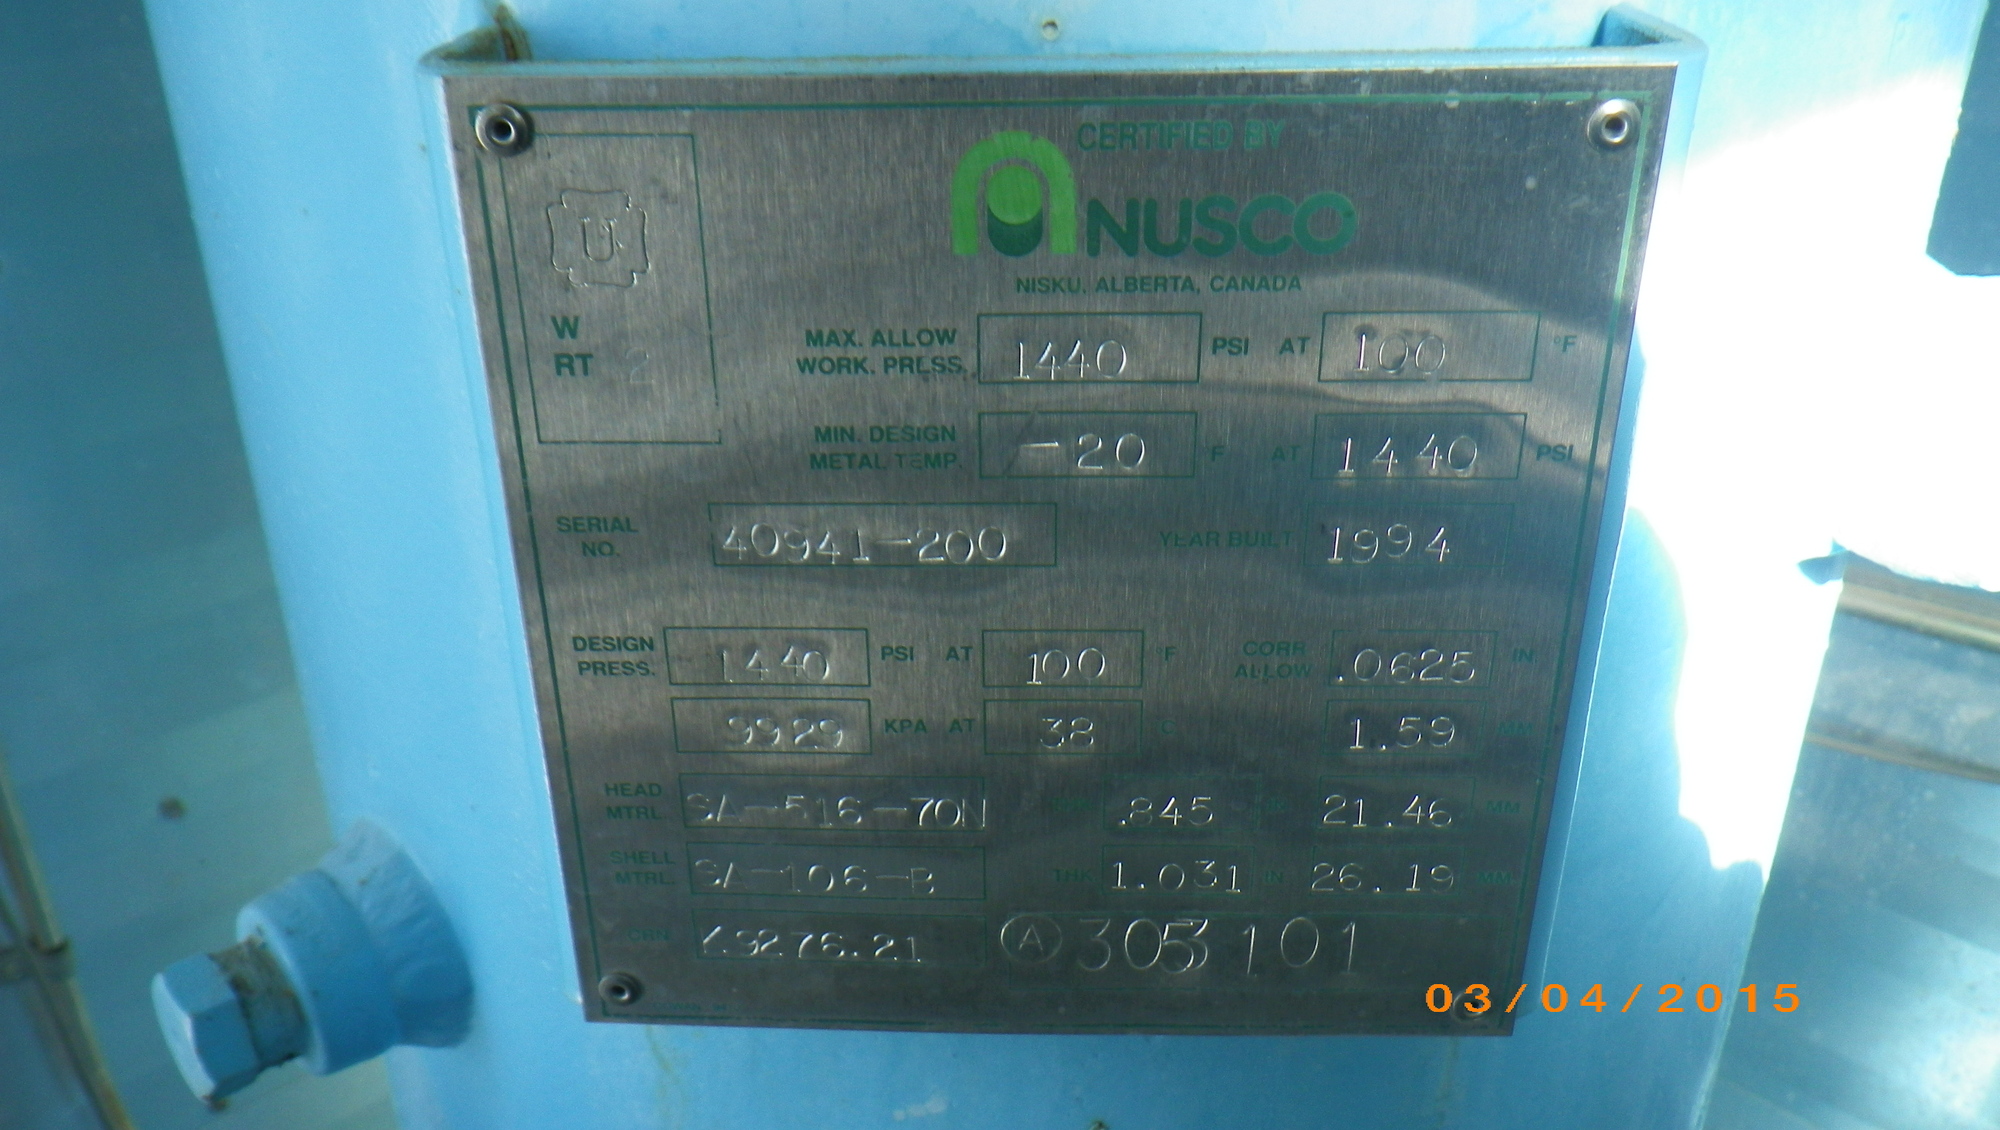 CERTIFIED BY
NUSCO
NISKU, ALBERTA, CANADA
U
W
RT 2
MAX. ALLOW WORK. PRESS. 1440 PSI AT 100 °F
MIN. DESIGN METAL TEMP. -20 F AT 1440 PSI
SERIAL NO. 40941-200 YEAR BUILT 1994
DESIGN PRESS. 1440 PSI AT 100 °F CORR ALLOW .0625 IN
9929 KPA AT 38 C 1.59 MM
HEAD MTRL. SA-516-70N .845 IN 21.46 MM
SHELL MTRL. SA-106-B THK 1.031 IN 26.19 MM
CRN 9276.21 A 101
03/04/2015